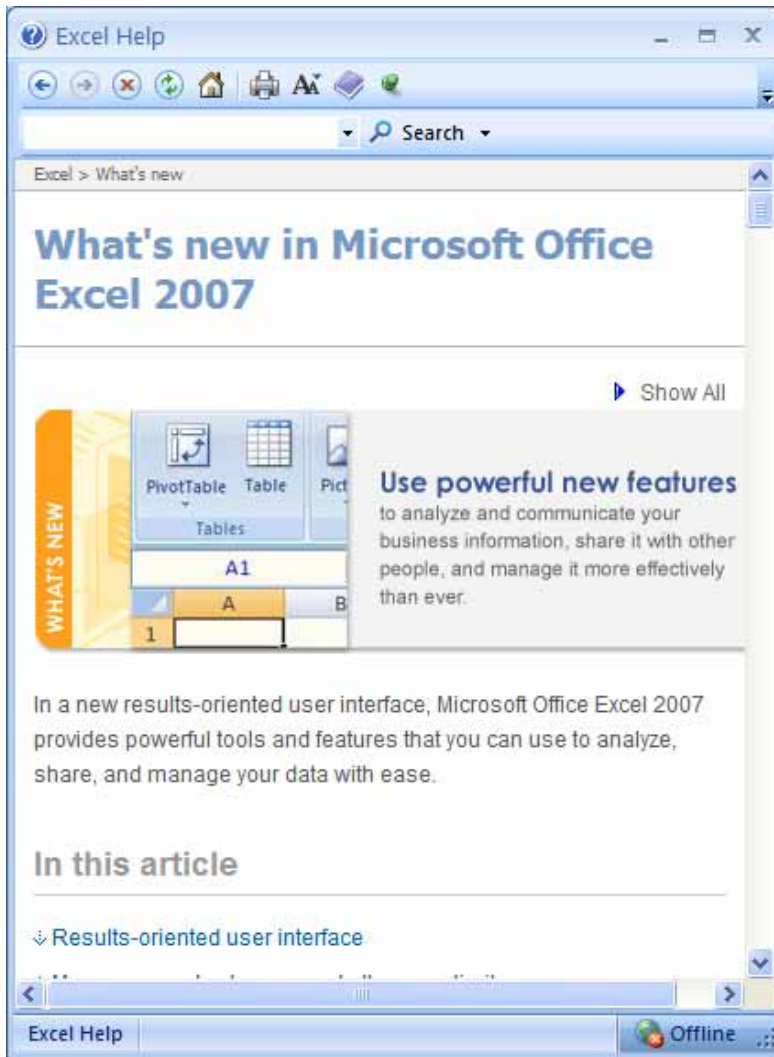 Excel Help
Search
Excel > What's new
What's new in Microsoft Office
Excel 2007
Show All
WHAT'S NEW
PivotTable Table Pict
Tables
A1
A B
1
Use powerful new features
to analyze and communicate your
business information, share it with other
people, and manage it more effectively
than ever.
In a new results-oriented user interface, Microsoft Office Excel 2007
provides powerful tools and features that you can use to analyze,
share, and manage your data with ease.
In this article
Results-oriented user interface
Excel Help
Offline